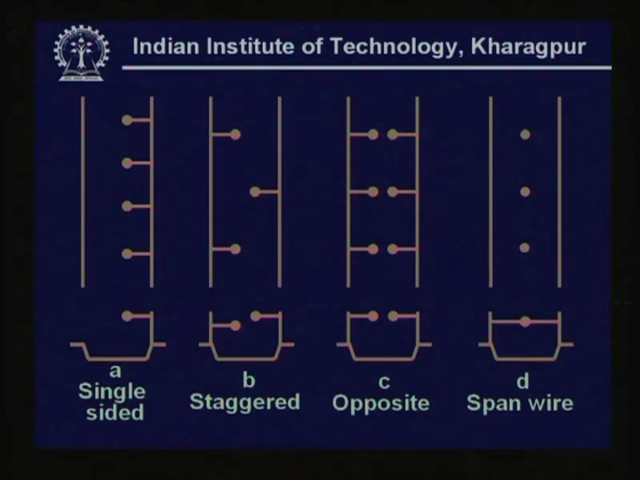 Indian Institute of Technology, Kharagpur
a
Single
sided
b
Staggered
c
Opposite
d
Span wire